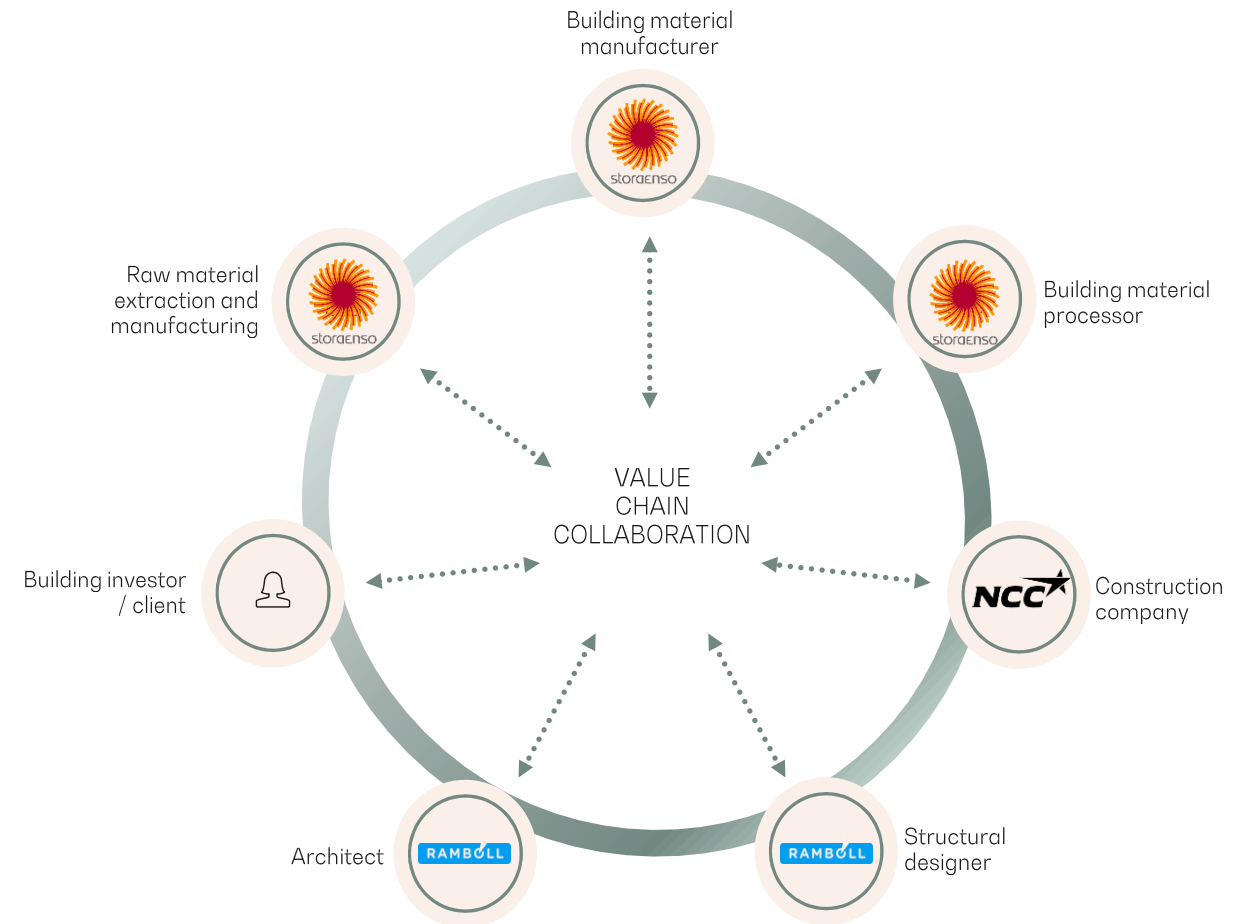 Building material
manufacturer
storaenso
Raw material
extraction and
manufacturing
storaenso
storaenso
Building material
processor
VALUE
CHAIN
COLLABORATION
Building investor
/ client
NCC
Construction
company
Architect
RAMBOLL
RAMBOLL
Structural
designer